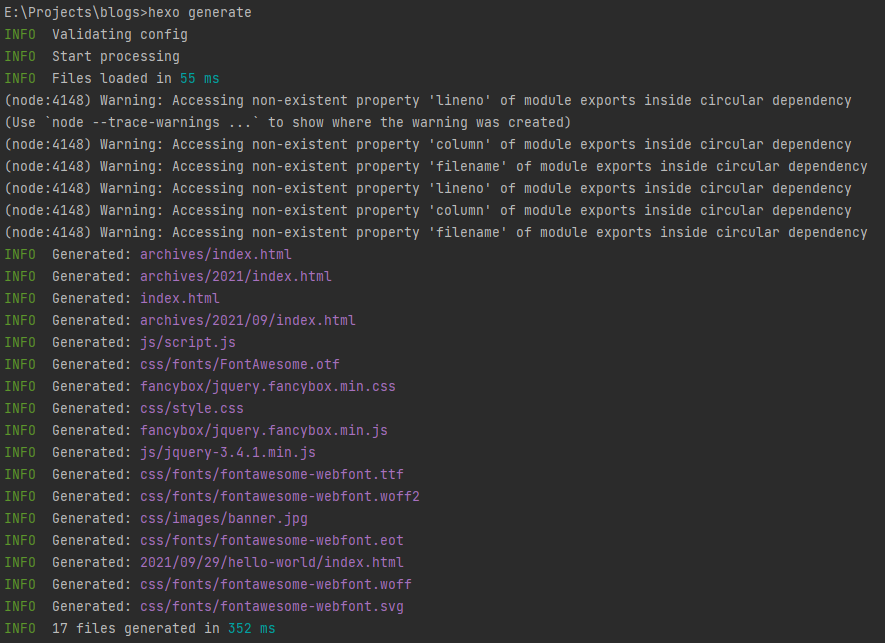 E:\Projects\blogs>hexo generate
INFO  Validating config
INFO  Start processing
INFO  Files loaded in 55 ms
(node:4148) Warning: Accessing non-existent property 'lineno' of module exports inside circular dependency
(Use `node --trace-warnings ...` to show where the warning was created)
(node:4148) Warning: Accessing non-existent property 'column' of module exports inside circular dependency
(node:4148) Warning: Accessing non-existent property 'filename' of module exports inside circular dependency
(node:4148) Warning: Accessing non-existent property 'lineno' of module exports inside circular dependency
(node:4148) Warning: Accessing non-existent property 'column' of module exports inside circular dependency
(node:4148) Warning: Accessing non-existent property 'filename' of module exports inside circular dependency
INFO  Generated: archives/index.html
INFO  Generated: archives/2021/index.html
INFO  Generated: index.html
INFO  Generated: archives/2021/09/index.html
INFO  Generated: js/script.js
INFO  Generated: css/fonts/FontAwesome.otf
INFO  Generated: fancybox/jquery.fancybox.min.css
INFO  Generated: css/style.css
INFO  Generated: fancybox/jquery.fancybox.min.js
INFO  Generated: js/jquery-3.4.1.min.js
INFO  Generated: css/fonts/fontawesome-webfont.ttf
INFO  Generated: css/fonts/fontawesome-webfont.woff2
INFO  Generated: css/images/banner.jpg
INFO  Generated: css/fonts/fontawesome-webfont.eot
INFO  Generated: 2021/09/29/hello-world/index.html
INFO  Generated: css/fonts/fontawesome-webfont.woff
INFO  Generated: css/fonts/fontawesome-webfont.svg
INFO  17 files generated in 352 ms